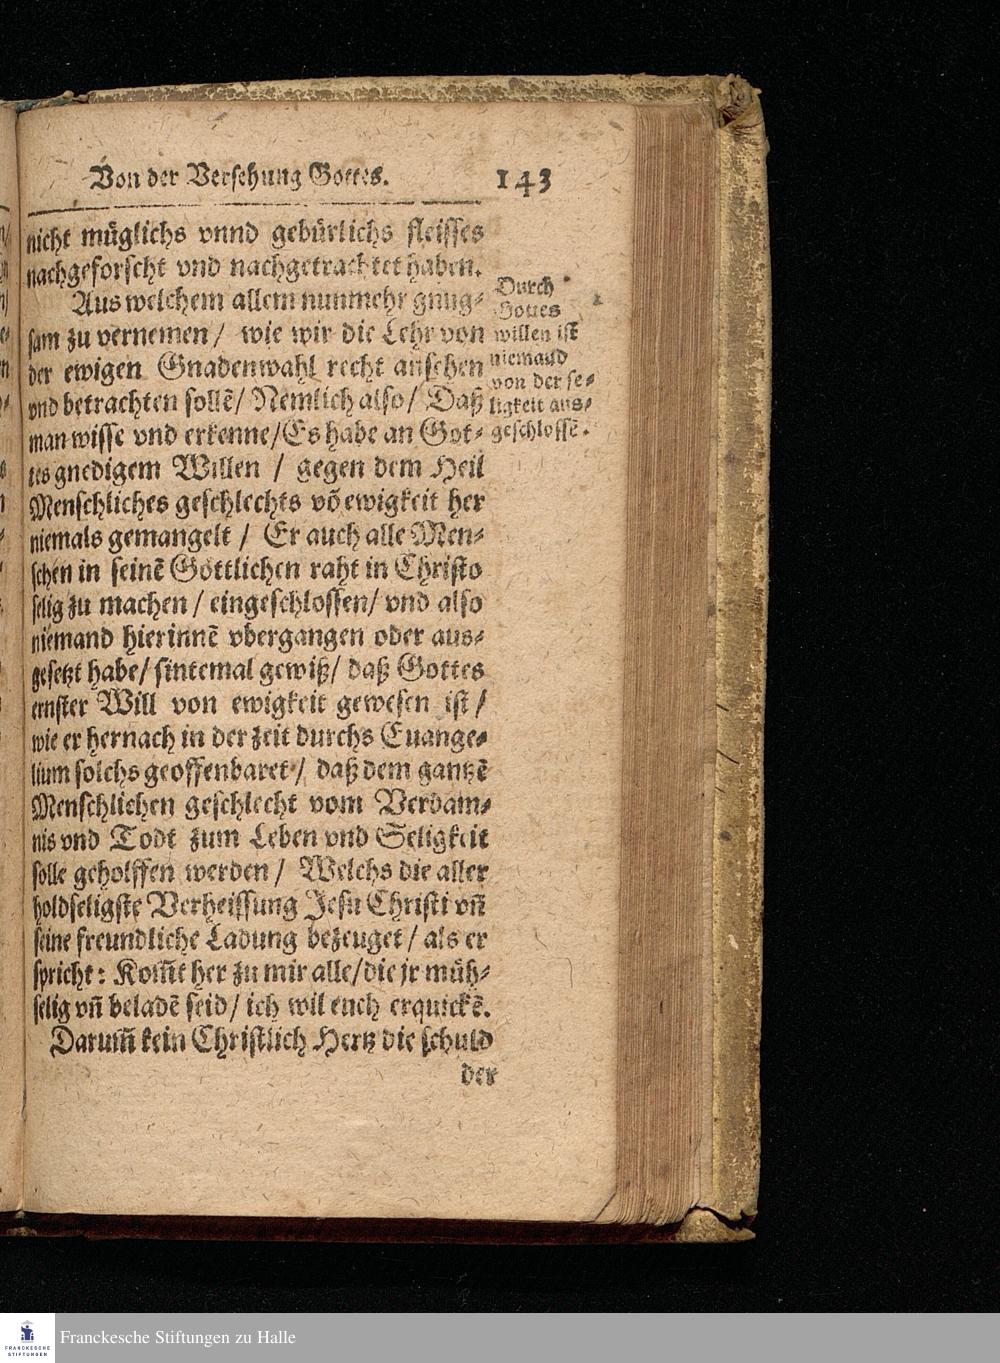 Von der Versehung Gottes. 143
nicht müglichs vnnd gebürlichs fleisses
nachgeforscht vnd nachgetrachtet haben.
Aus welchem allem nunmehr gnug-
sam zu vernemen / wie wir die Lehr von
der ewigen Gnadenwahl recht ansehen
vnd betrachten sollē / Nemlich also / Daß
man wisse vnd erkenne / Es habe an Got-
tes gnedigem Willen / gegen dem Heil
Menschliches geschlechts vō ewigkeit her
niemals gemangelt / Er auch alle Men-
schen in seinē Göttlichen raht in Christo
selig zu machen / eingeschlossen / vnd also
niemand hierinnē vbergangen oder aus-
gesetzt habe / sintemal gewiß / daß Gottes
ernster Will von ewigkeit gewesen ist /
wie er hernach in der zeit durchs Euange-
lium solchs geoffenbaret / daß dem gantzē
Menschlichen geschlecht vom Verdam-
nis vnd Todt zum Leben vnd Seligkeit
solle geholffen werden / Welchs die aller
holdseligste Verheissung Jesu Christi vn̄
seine freundliche Ladung bezeuget / als er
spricht: Kom̄t her zu mir alle / die jr müh-
selig vn̄ beladē seid / ich wil euch erquickē.
Darum̄ kein Christlich Hertz die schuld
der
Durch
Gottes
willen ist
niemand
von der se-
ligkeit aus-
geschlossē.
Franckesche Stiftungen zu Halle
FRANCKESCHE
STIFTUNGEN